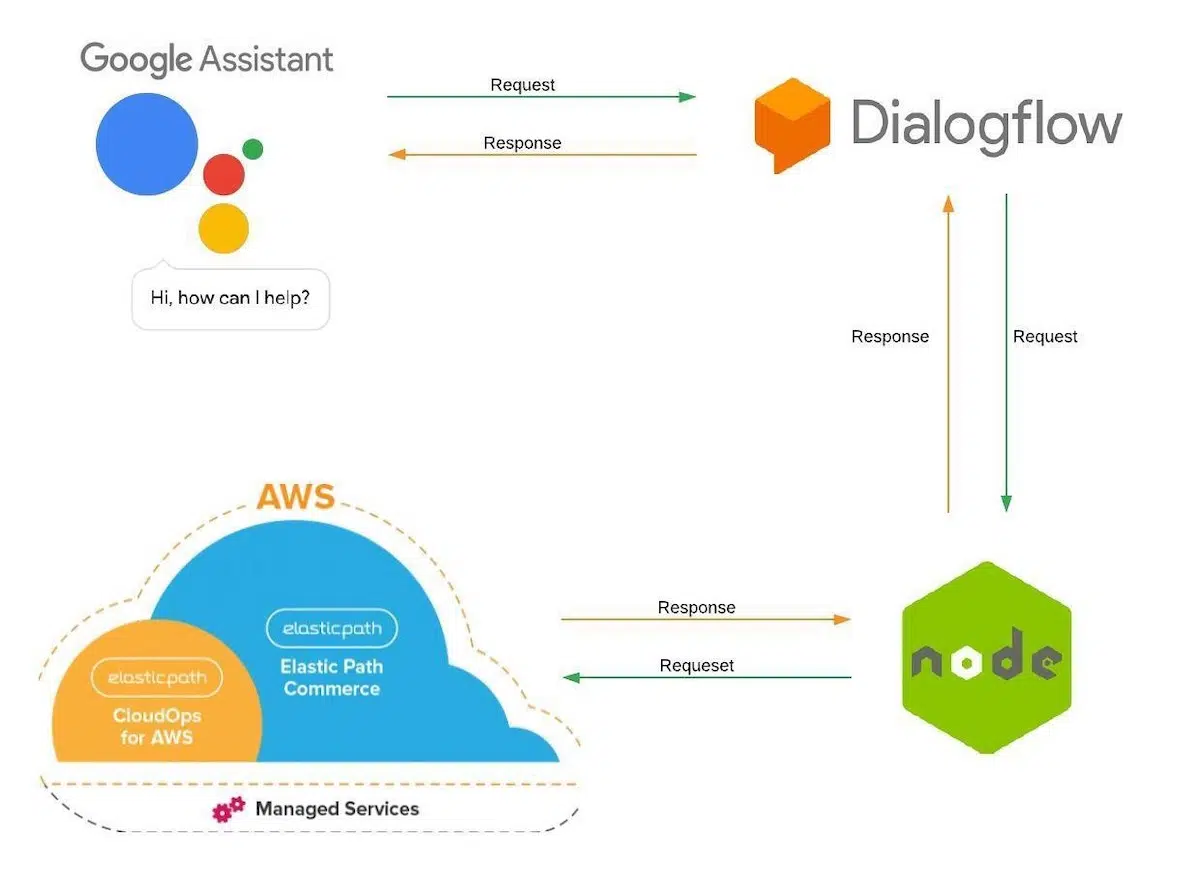 Google Assistant
Request
Response
Dialogflow
Hi, how can I help?
Response
Request
AWS
elasticpath
Elastic Path
Commerce
elasticpath
CloudOps
for AWS
Managed Services
Response
Requeset
node